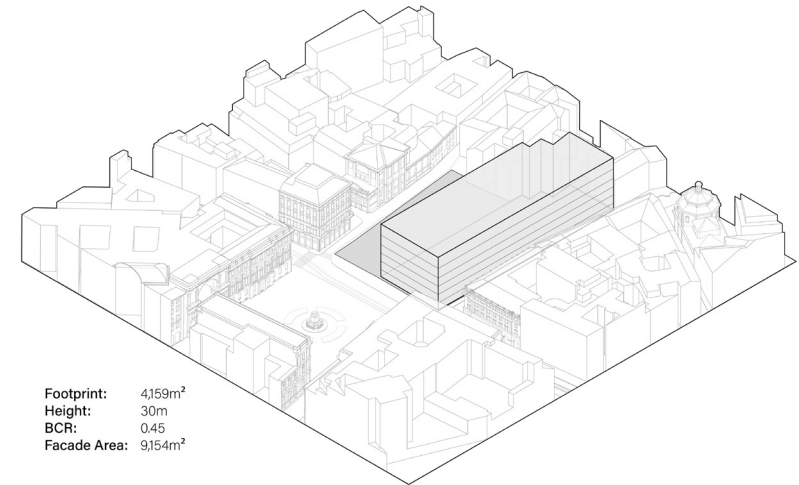 Footprint: 4,159m²
Height: 30m
BCR: 0.45
Facade Area: 9,154m²